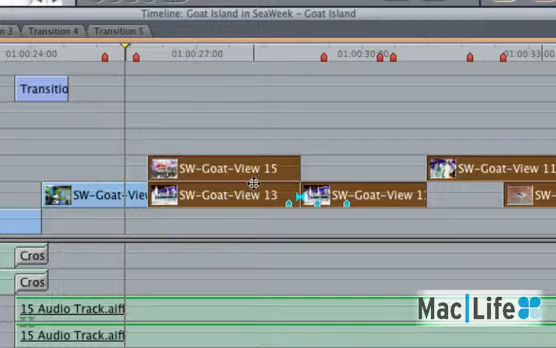 Timeline: Goat Island in SeaWeek - Goat Island
n 3 Transition 4 Transition 5
01:00:24:00 01:00:27:00 01:00:30:00 01:00:33:00
Transitio
SW-Goat-View 15 SW-Goat-View 11
SW-Goat-Vie SW-Goat-View 13 SW-Goat-View 1 SW-
Cros
Cros
15 Audio Track.aiff
15 Audio Track.aiff
Mac|Life